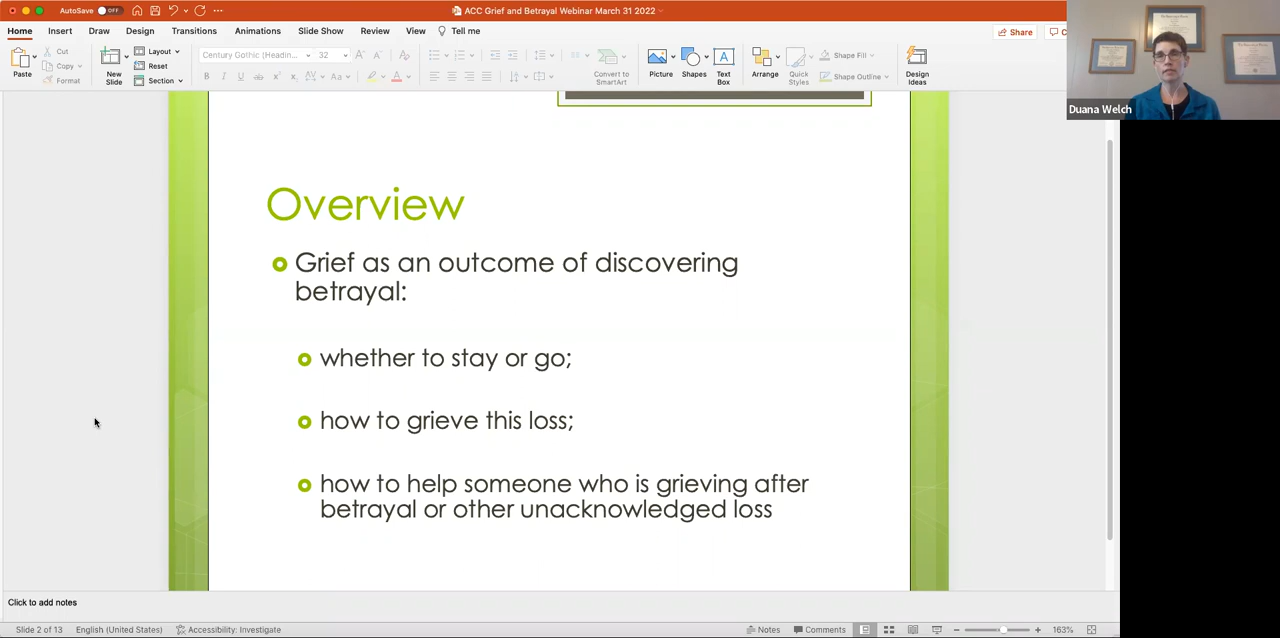 AutoSave OFF
ACC Grief and Betrayal Webinar March 31 2022
Home Insert Draw Design Transitions Animations Slide Show Review View Tell me
Share
Paste
Cut
Copy
Format
New
Slide
Layout
Reset
Section
Century Gothic (Headin...
32
Convert to
SmartArt
Picture
Shapes
Text
Box
Arrange
Quick
Styles
Shape Fill
Shape Outline
Design
Ideas
Duana Welch
Overview
Grief as an outcome of discovering
betrayal:
whether to stay or go;
how to grieve this loss;
how to help someone who is grieving after
betrayal or other unacknowledged loss
Click to add notes
Slide 2 of 13 English (United States) Accessibility: Investigate Notes Comments 163%